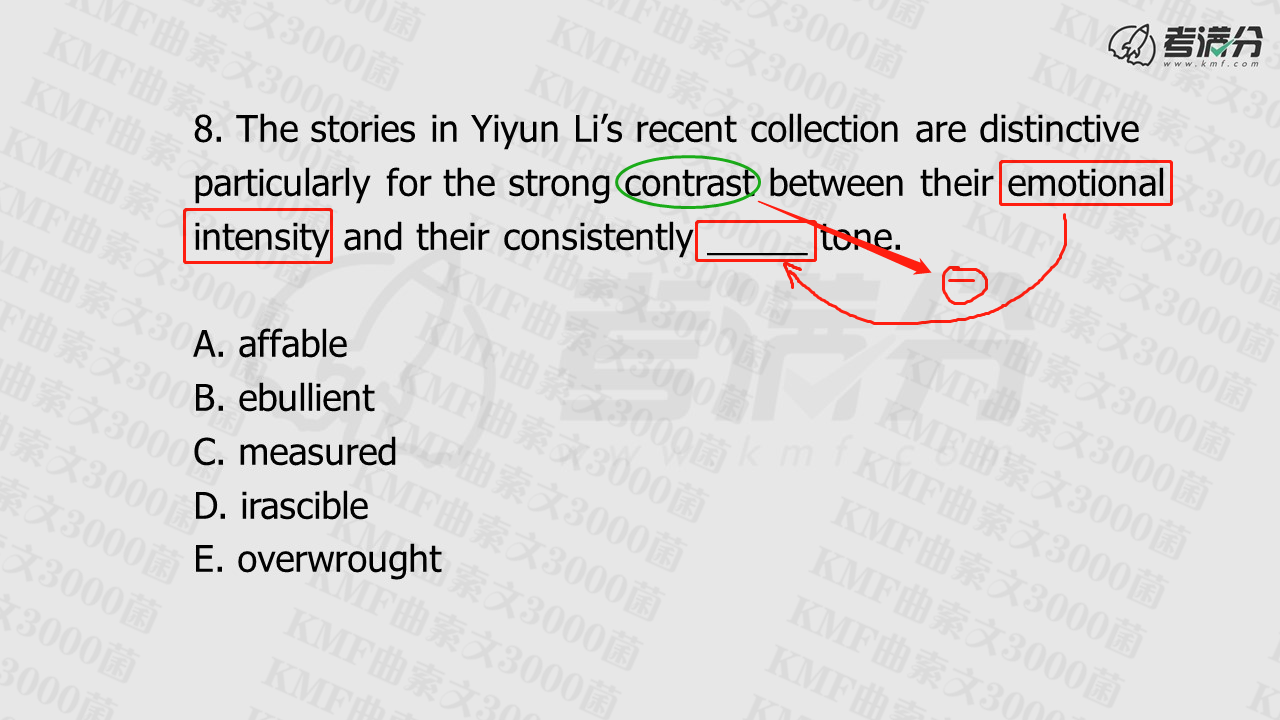 考满分
www.kmf.com
8. The stories in Yiyun Li’s recent collection are distinctive
particularly for the strong contrast between their emotional
intensity and their consistently _____ tone.
A. affable
B. ebullient
C. measured
D. irascible
E. overwrought
KMF曲索文3000菌